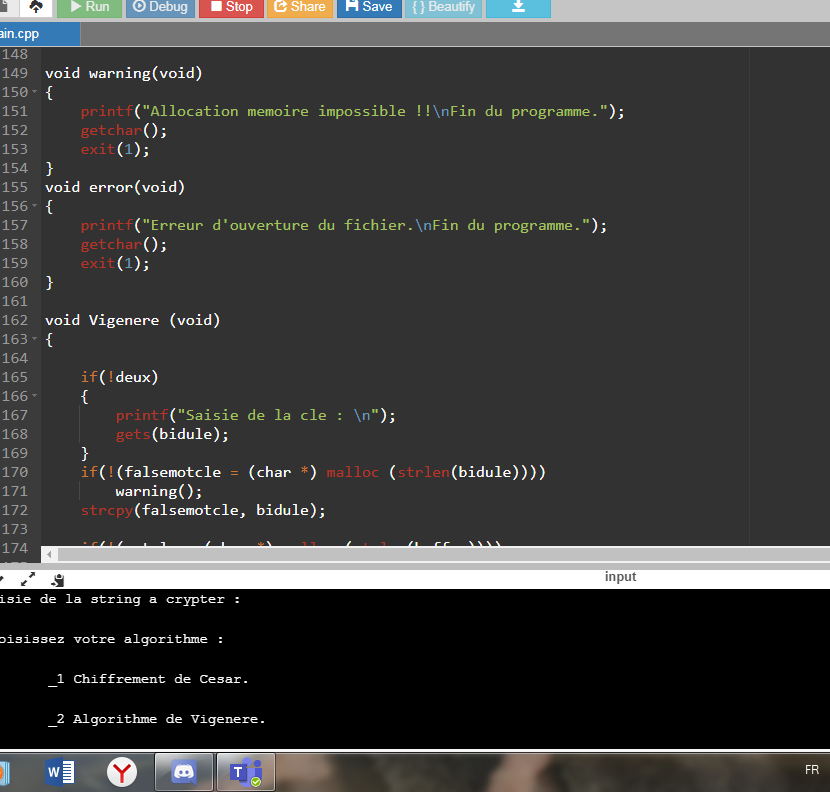 Run Debug Stop Share Save { } Beautify
ain.cpp
148
149 void warning(void)
150 {
151 printf("Allocation memoire impossible !!\nFin du programme.");
152 getchar();
153 exit(1);
154 }
155 void error(void)
156 {
157 printf("Erreur d'ouverture du fichier.\nFin du programme.");
158 getchar();
159 exit(1);
160 }
161
162 void Vigenere (void)
163 {
164
165 if(!deux)
166 {
167 printf("Saisie de la cle : \n");
168 gets(bidule);
169 }
170 if(!(falsemotcle = (char *) malloc (strlen(bidule))))
171 warning();
172 strcpy(falsemotcle, bidule);
173
174
input
isie de la string a crypter :
oisissez votre algorithme :
_1 Chiffrement de Cesar.
_2 Algorithme de Vigenere.
FR